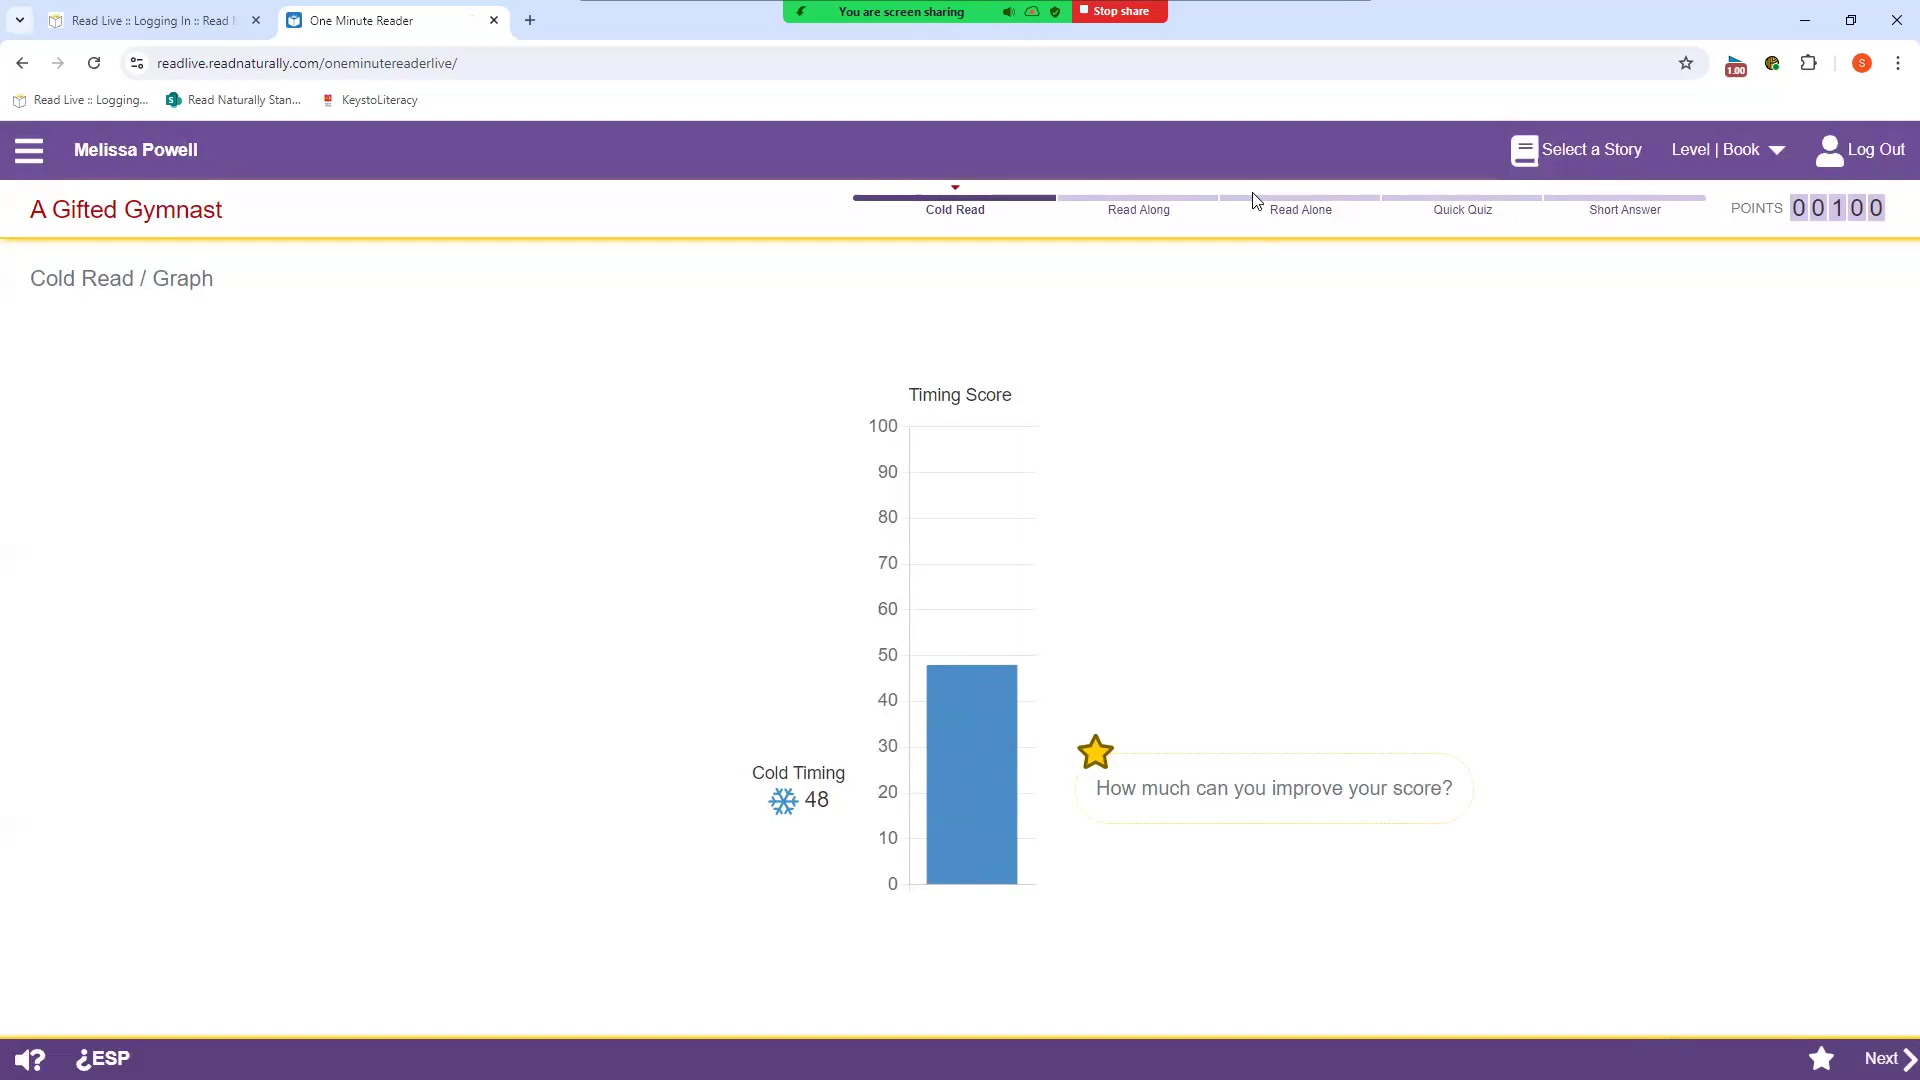 Read Live :: Logging In :: Read N
One Minute Reader
You are screen sharing
Stop share
readlive.readnaturally.com/oneminutereaderlive/
1.00
S
Read Live :: Logging...
Read Naturally Stan...
KeystoLiteracy
Melissa Powell
Select a Story
Level | Book
Log Out
A Gifted Gymnast
Cold Read
Read Along
Read Alone
Quick Quiz
Short Answer
POINTS 00100
Cold Read / Graph
Timing Score
100
90
80
70
60
50
40
30
20
10
0
Cold Timing
48
How much can you improve your score?
?
¿ESP
Next